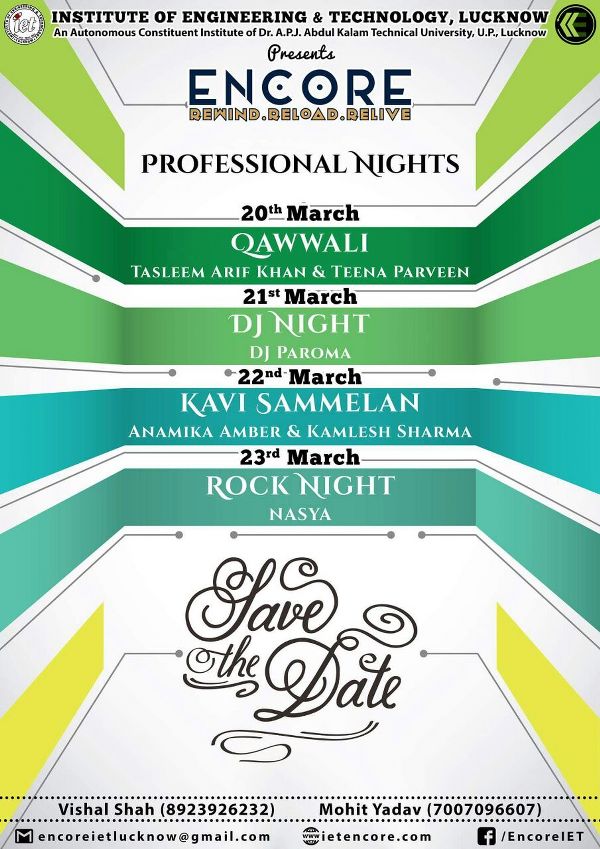 INSTITUTE OF ENGINEERING & TECHNOLOGY, LUCKNOW
An Autonomous Constituent Institute of Dr. A.P.J. Abdul Kalam Technical University, U.P., Lucknow
Presents
ENCORE
REWIND.RELOAD.RELIVE
PROFESSIONAL NIGHTS
20th March
QAWWALI
TASLEEM ARIF KHAN & TEENA PARVEEN
21st March
DJ NIGHT
DJ PAROMA
22nd March
KAVI SAMMELAN
ANAMIKA AMBER & KAMLESH SHARMA
23rd March
ROCK NIGHT
NASYA
Save
the
Date
Vishal Shah (8923926232) Mohit Yadav (7007096607)
encoreietlucknow@gmail.com www ietencore.com f /EncoreIET